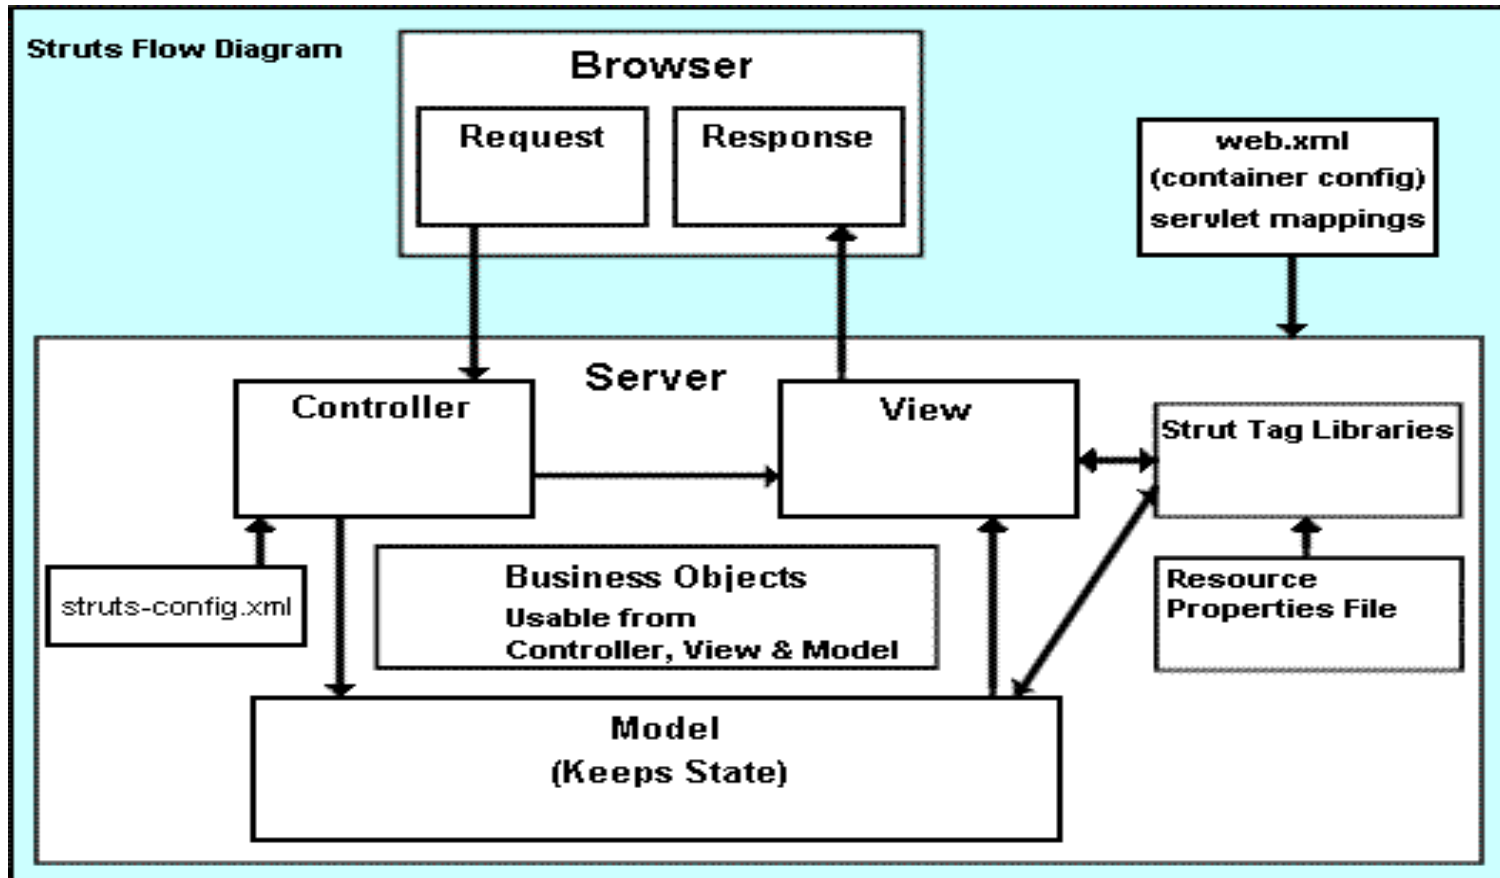 Struts Flow Diagram
Browser
Request
Response
web.xml
(container config)
servlet mappings
Server
Controller
View
Strut Tag Libraries
struts-config.xml
Business Objects
Usable from
Controller, View & Model
Resource
Properties File
Model
(Keeps State)